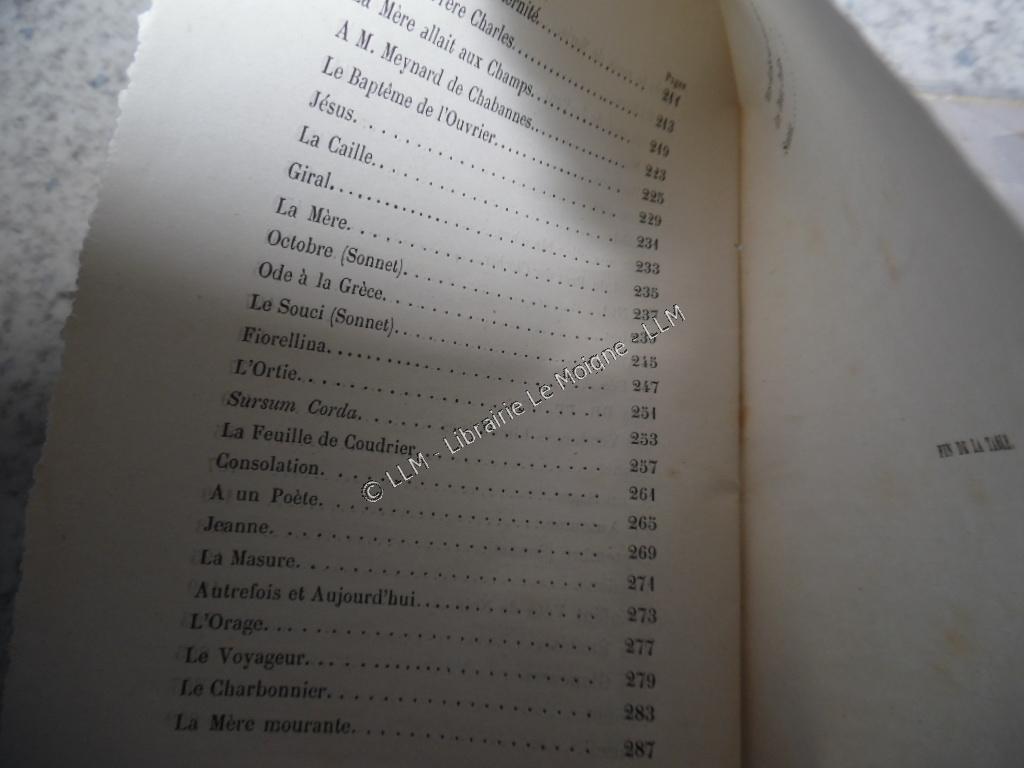 Pages
211
Charles. 213
La Mère allait aux Champs. 219
A M. Meynard de Chabannes. 223
Le Baptême de l'Ouvrier. 225
Jésus. 229
La Caille. 231
Giral. 233
La Mère. 235
Octobre (Sonnet). 237
Ode à la Grèce. 239
Le Souci (Sonnet). 245
Fiorellina. 247
L'Ortie. 251
Sursum Corda. 253
La Feuille de Coudrier. 257
Consolation. 261
A un Poète. 265
Jeanne. 269
La Masure. 271
Autrefois et Aujourd'hui. 273
L'Orage. 277
Le Voyageur. 279
Le Charbonnier. 283
La Mère mourante. 287
FIN DE LA TABLE.
© LLM - Librairie Le Moigne - LLM